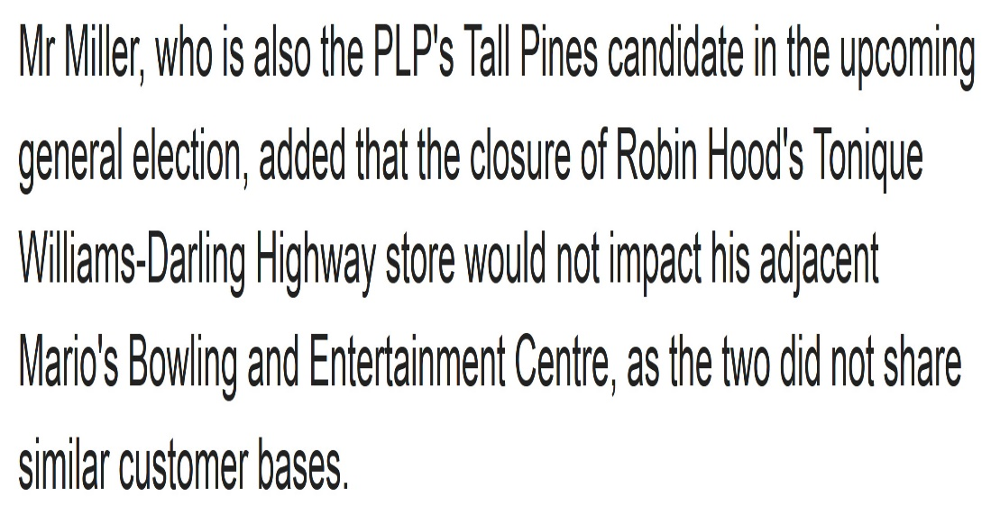 Mr Miller, who is also the PLP's Tall Pines candidate in the upcoming
general election, added that the closure of Robin Hood's Tonique
Williams-Darling Highway store would not impact his adjacent
Mario's Bowling and Entertainment Centre, as the two did not share
similar customer bases.